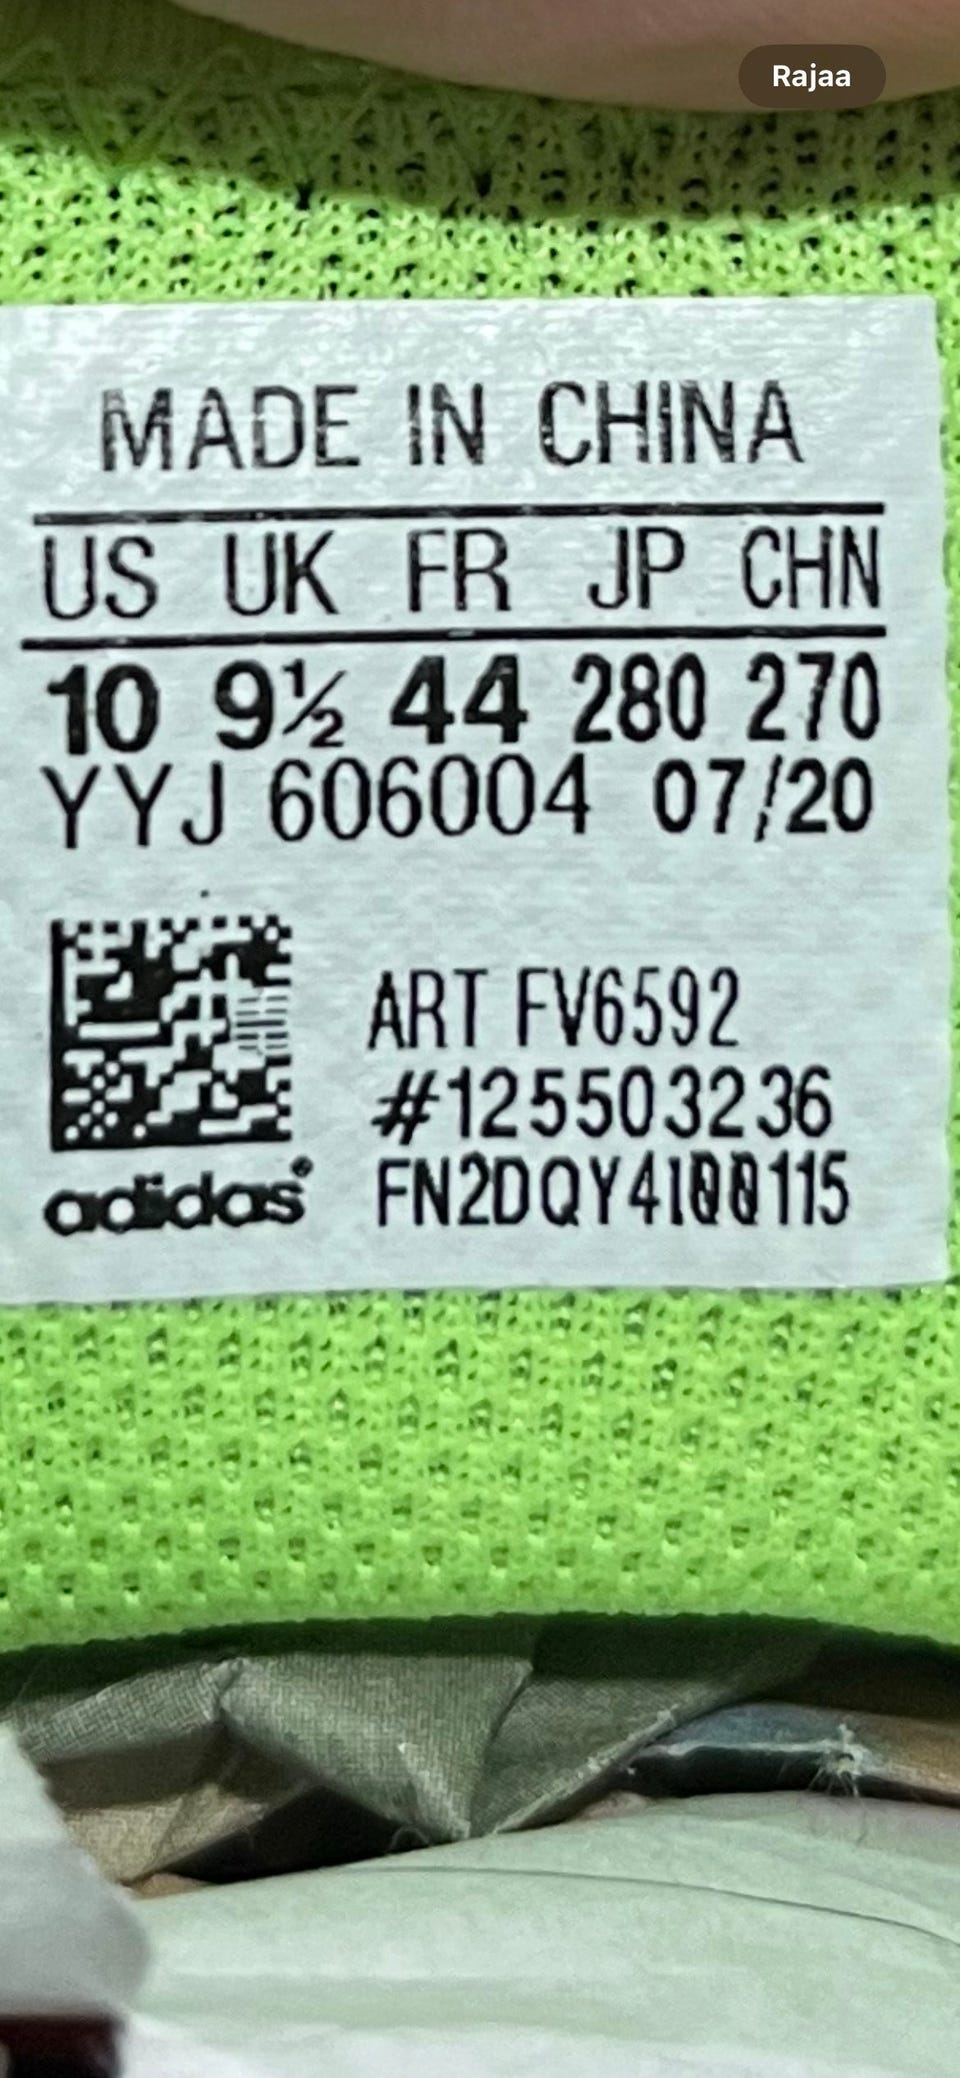 Rajaa
MADE IN CHINA
US UK FR JP CHN
10 9½ 44 280 270
YYJ 606004 07/20
ART FV6592
#125503236
adidas® FN2DQY4I00115